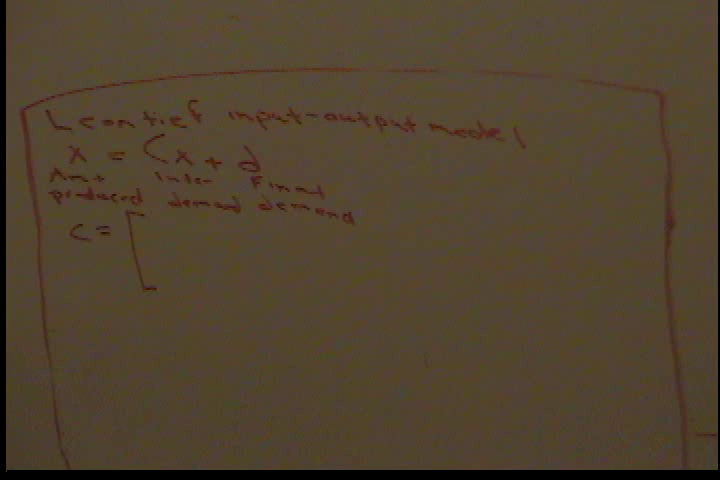 Leontief input-output model
x = Cx + d
Amt Inter Final
produced demand demand
C = [